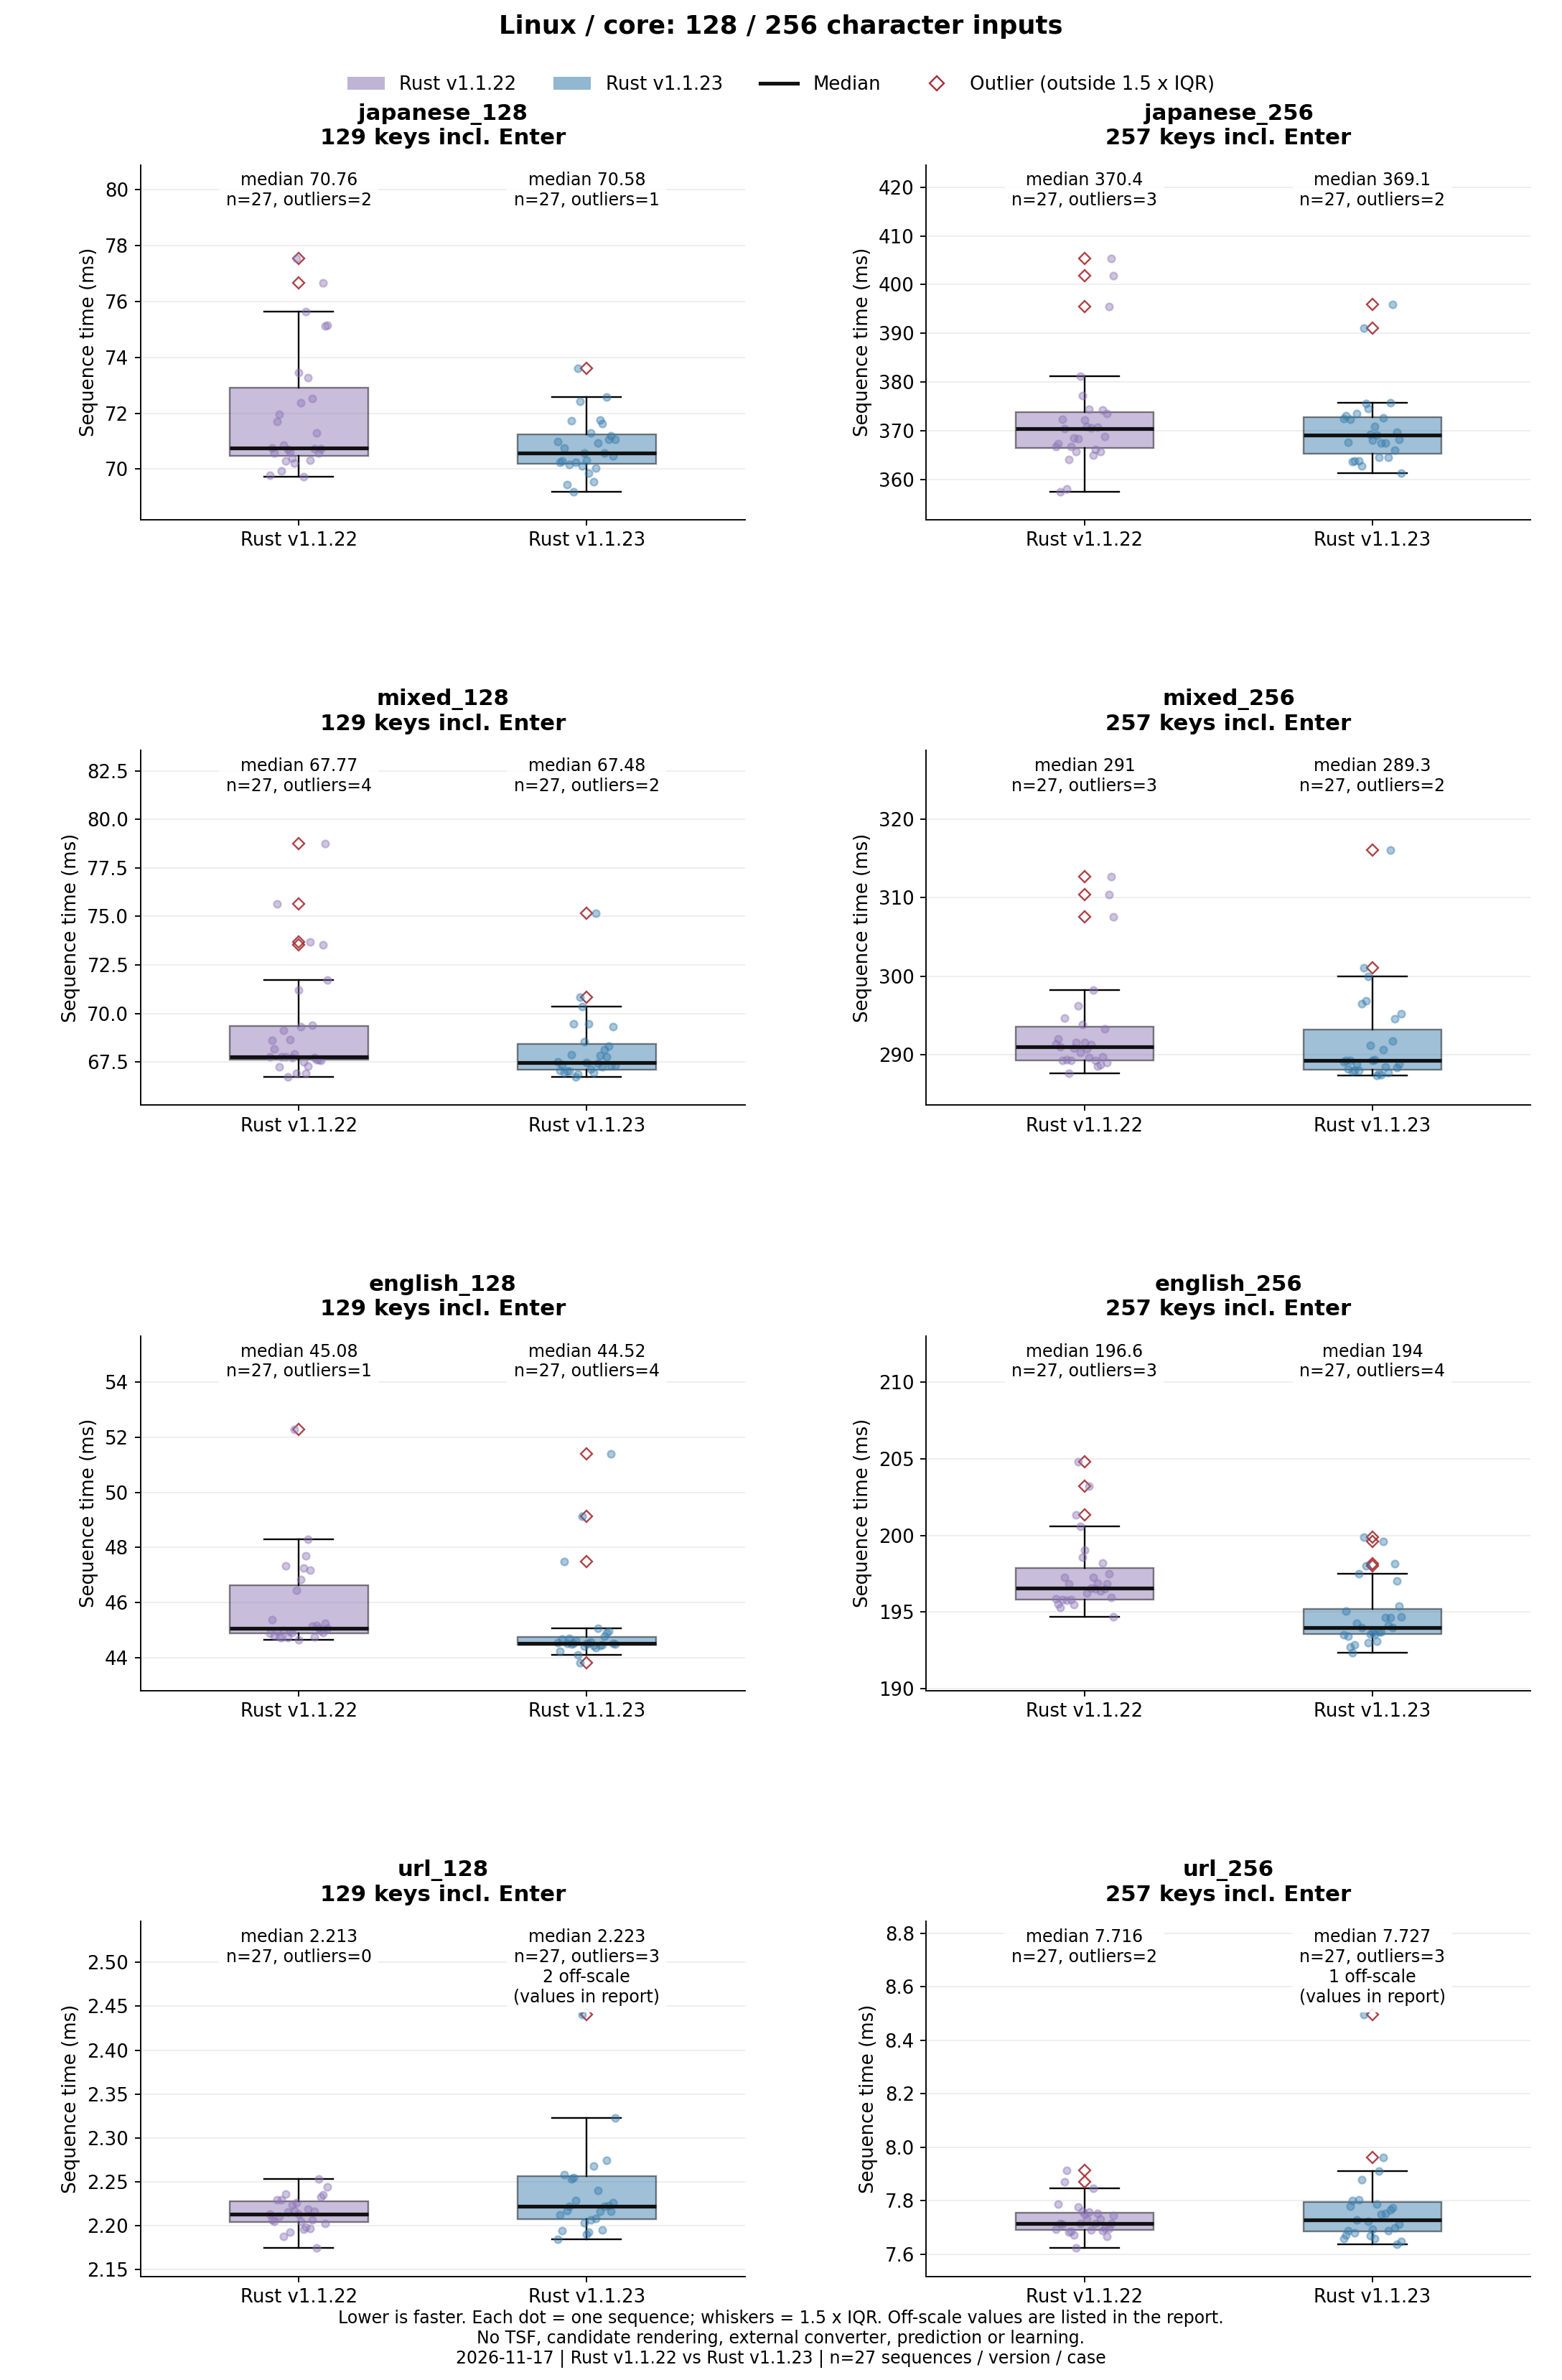 Linux / core: 128 / 256 character inputs
Rust v1.1.22 Rust v1.1.23 Median Outlier (outside 1.5 x IQR)
japanese_128
129 keys incl. Enter
median 70.76
n=27, outliers=2
median 70.58
n=27, outliers=1
Sequence time (ms)
80
78
76
74
72
70
Rust v1.1.22 Rust v1.1.23
japanese_256
257 keys incl. Enter
median 370.4
n=27, outliers=3
median 369.1
n=27, outliers=2
Sequence time (ms)
420
410
400
390
380
370
360
Rust v1.1.22 Rust v1.1.23
mixed_128
129 keys incl. Enter
median 67.77
n=27, outliers=4
median 67.48
n=27, outliers=2
Sequence time (ms)
82.5
80.0
77.5
75.0
72.5
70.0
67.5
Rust v1.1.22 Rust v1.1.23
mixed_256
257 keys incl. Enter
median 291
n=27, outliers=3
median 289.3
n=27, outliers=2
Sequence time (ms)
320
310
300
290
Rust v1.1.22 Rust v1.1.23
english_128
129 keys incl. Enter
median 45.08
n=27, outliers=1
median 44.52
n=27, outliers=4
Sequence time (ms)
54
52
50
48
46
44
Rust v1.1.22 Rust v1.1.23
english_256
257 keys incl. Enter
median 196.6
n=27, outliers=3
median 194
n=27, outliers=4
Sequence time (ms)
210
205
200
195
190
Rust v1.1.22 Rust v1.1.23
url_128
129 keys incl. Enter
median 2.213
n=27, outliers=0
median 2.223
n=27, outliers=3
2 off-scale
(values in report)
Sequence time (ms)
2.50
2.45
2.40
2.35
2.30
2.25
2.20
2.15
Rust v1.1.22 Rust v1.1.23
url_256
257 keys incl. Enter
median 7.716
n=27, outliers=2
median 7.727
n=27, outliers=3
1 off-scale
(values in report)
Sequence time (ms)
8.8
8.6
8.4
8.2
8.0
7.8
7.6
Rust v1.1.22 Rust v1.1.23
Lower is faster. Each dot = one sequence; whiskers = 1.5 x IQR. Off-scale values are listed in the report.
No TSF, candidate rendering, external converter, prediction or learning.
2026-11-17 | Rust v1.1.22 vs Rust v1.1.23 | n=27 sequences / version / case